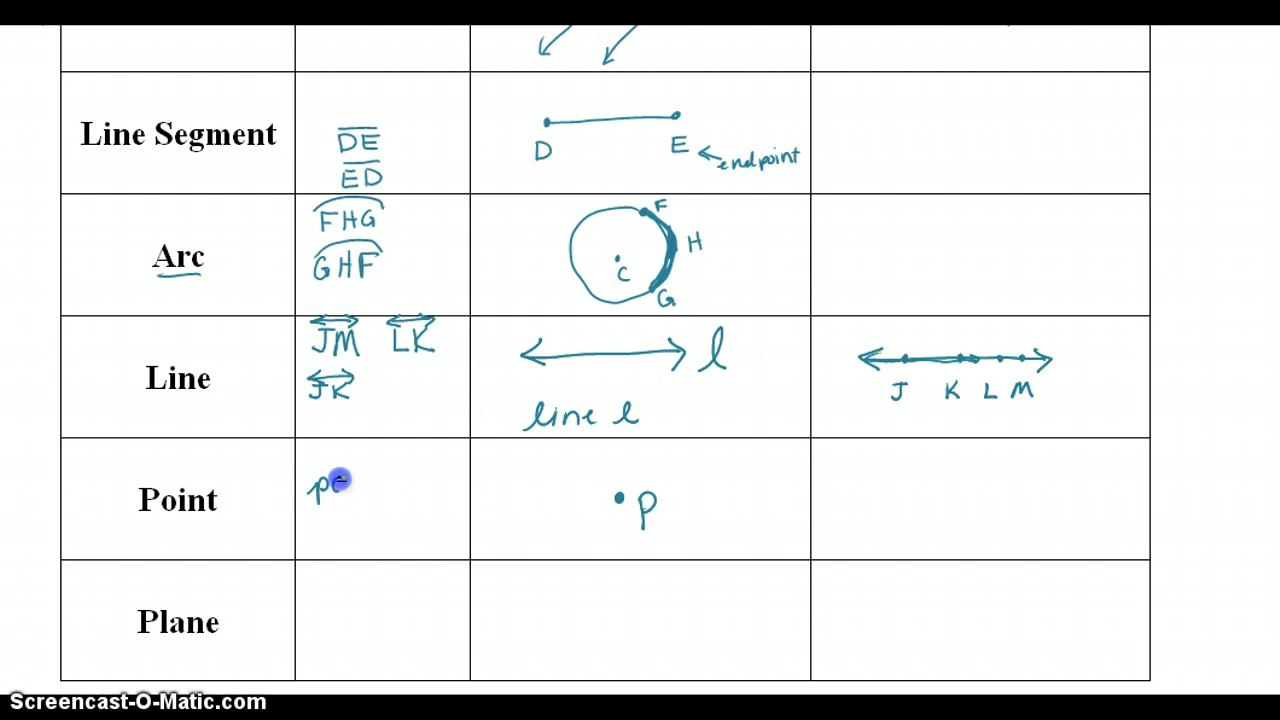 Line Segment
DE
ED
D
E
endpoint
Arc
FHG
GHF
F
H
C
G
Line
JM LK
JK
l
line l
J K L M
Point
P
Plane
Screencast-O-Matic.com